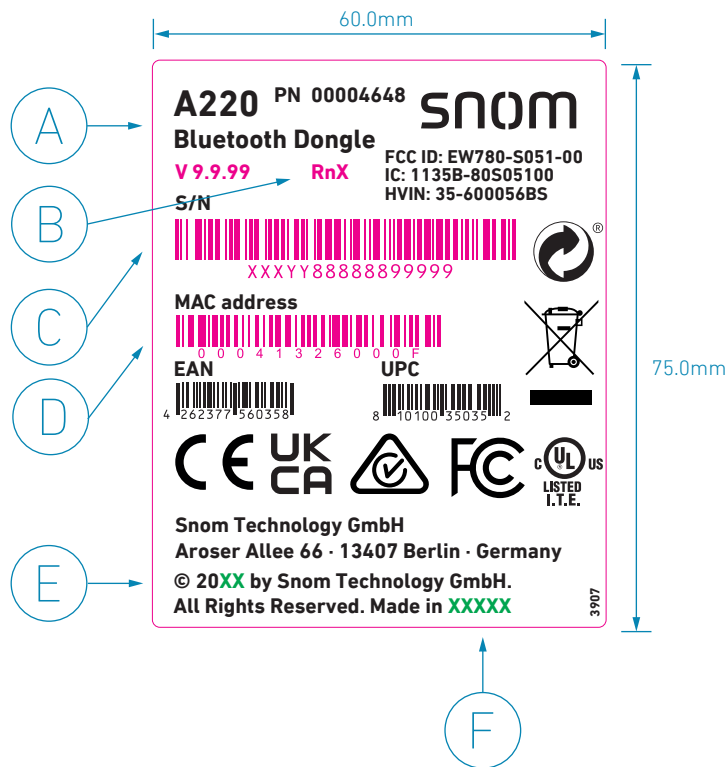 60.0mm
A220 PN 00004648 snom
Bluetooth Dongle
V 9.9.99 RnX
FCC ID: EW780-S051-00
IC: 1135B-80S05100
HVIN: 35-600056BS
S/N
XXXYY88888899999
®
MAC address
00041326000F
EAN UPC
4 262377 560358
8 10100 35035 2
CE UK CA FC C UL US
®
LISTED
I.T.E.
Snom Technology GmbH
Aroser Allee 66 · 13407 Berlin · Germany
© 20XX by Snom Technology GmbH.
All Rights Reserved. Made in XXXXX
3907
75.0mm
A
B
C
D
E
F